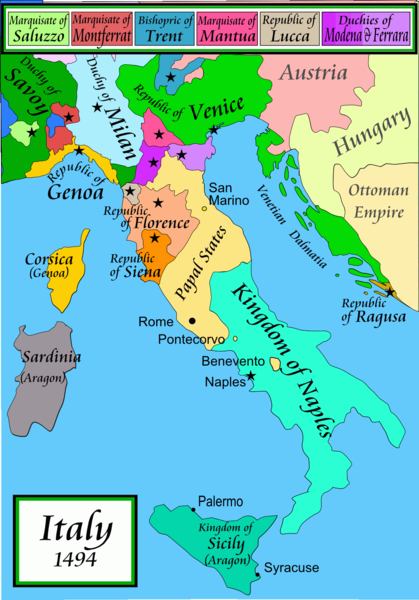 Marquisate of
Saluzzo
Marquisate of
Montferrat
Bishopric of
Trent
Marquisate of
Mantua
Republic of
Lucca
Duchies of
Modena & Ferrara
Duchy of
Savoy
Duchy of
Milan
Republic of
Venice
Austria
Hungary
Ottoman
Empire
Republic of
Genoa
San
Marino
Venetian Dalmatia
Republic
of Florence
Republic
of Siena
Papal States
Corsica
(Genoa)
Republic
of Ragusa
Kingdom of Naples
Rome
Pontecorvo
Benevento
Naples
Sardinia
(Aragon)
Palermo
Kingdom of
Sicily
(Aragon)
Syracuse
Italy
1494